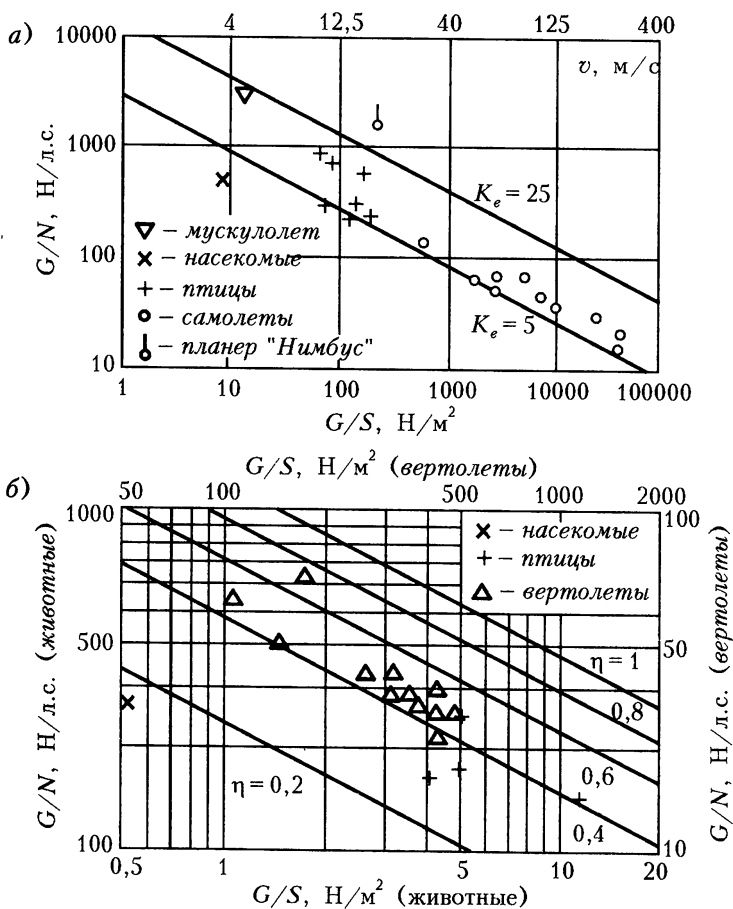 а)
4 12,5 40 125 400
v, м/с
10000
1000
100
10
G/N, Н/л.с.
K_e = 25
K_e = 5
▽ – мускулолет
× – насекомые
+ – птицы
○ – самолеты
– планер "Нимбус"
1 10 100 1000 10000 100000
G/S, Н/м²
G/S, Н/м² (вертолеты)
б)
50 100 500 1000 2000
1000
500
100
G/N, Н/л.с. (животные)
× – насекомые
+ – птицы
△ – вертолеты
100
50
10
G/N, Н/л.с. (вертолеты)
η = 1
0,8
0,6
η = 0,2
0,4
0,5 1 5 10 20
G/S, Н/м² (животные)